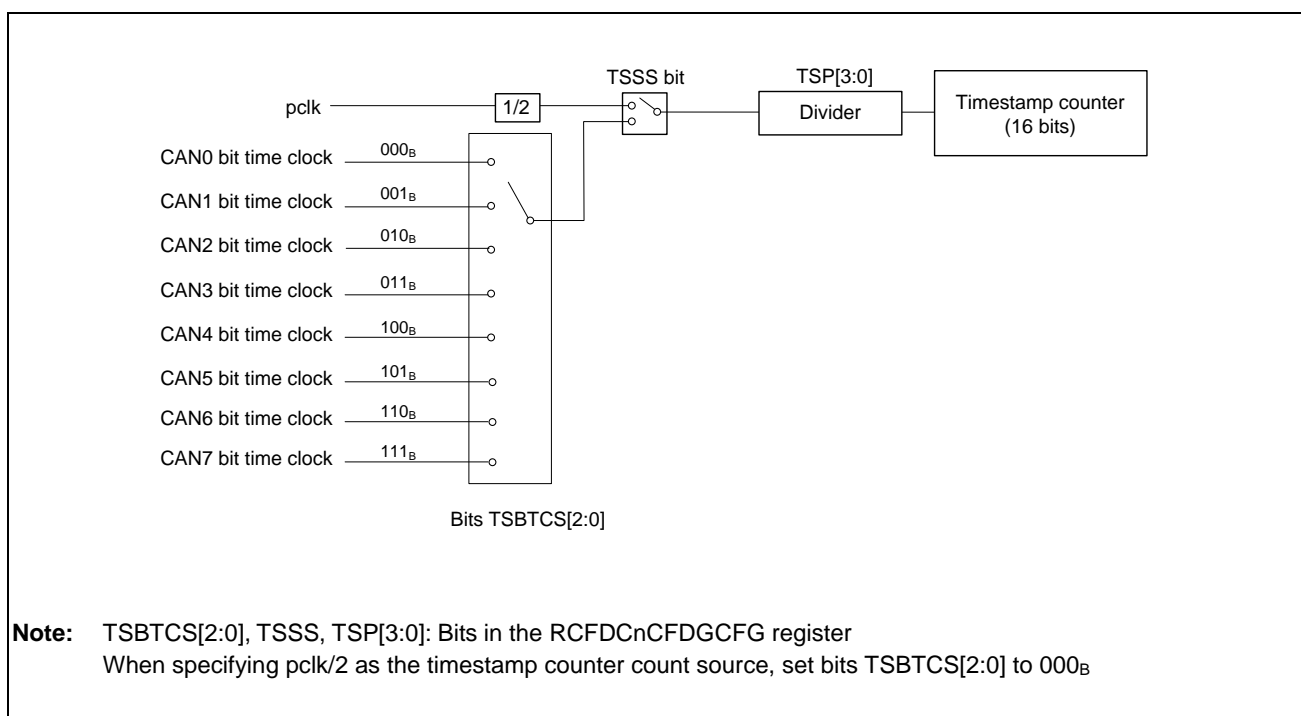 TSSS bit
TSP[3:0]
pclk
1/2
Divider
Timestamp counter
(16 bits)
CAN0 bit time clock 000B
CAN1 bit time clock 001B
CAN2 bit time clock 010B
CAN3 bit time clock 011B
CAN4 bit time clock 100B
CAN5 bit time clock 101B
CAN6 bit time clock 110B
CAN7 bit time clock 111B
Bits TSBTCS[2:0]
Note: TSBTCS[2:0], TSSS, TSP[3:0]: Bits in the RCFDCnCFDGCFG register
When specifying pclk/2 as the timestamp counter count source, set bits TSBTCS[2:0] to 000B